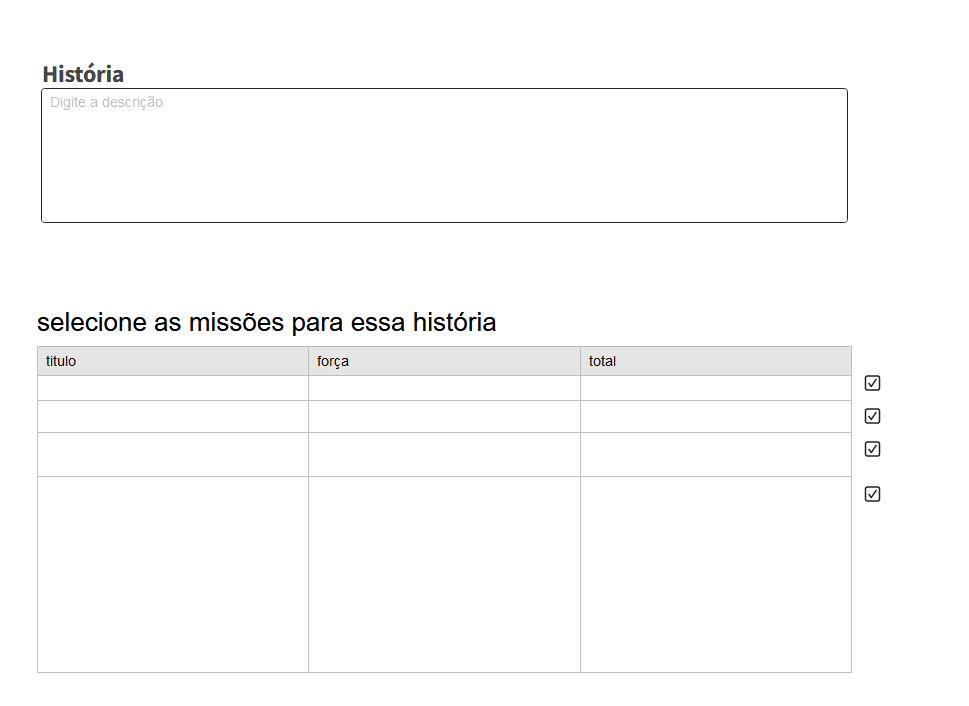 História
Digite a descrição
selecione as missões para essa história
titulo força total